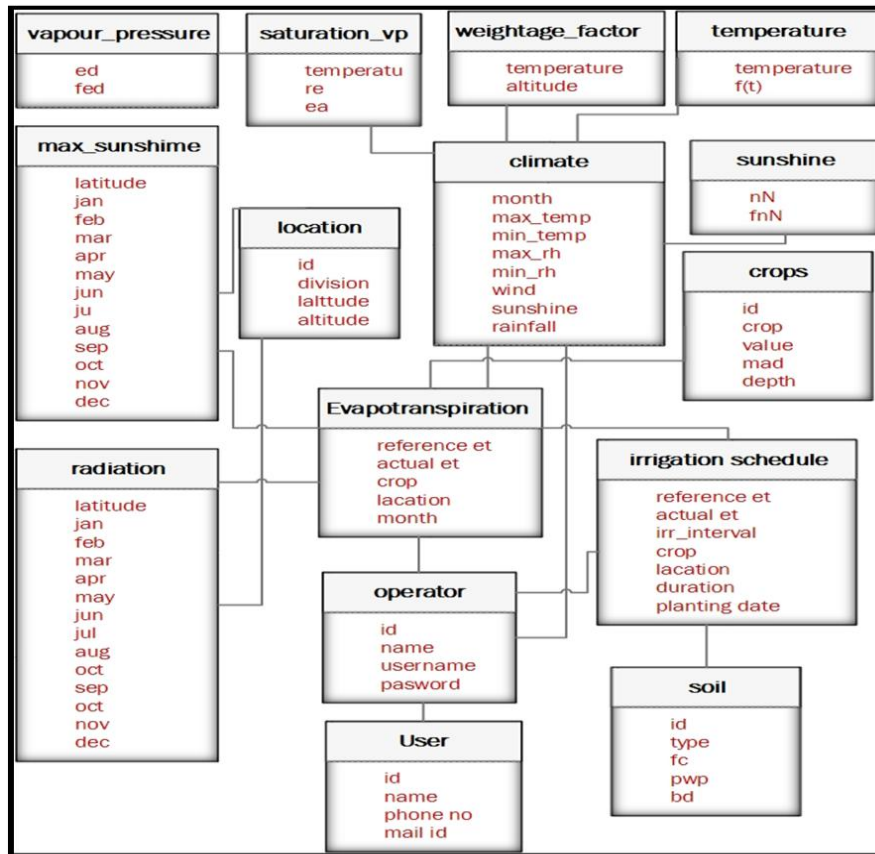 vapour_pressure
ed
fed
saturation_vp
temperatu
re
ea
weightage_factor
temperature
altitude
temperature
temperature
f(t)
max_sunshime
latitude
jan
feb
mar
apr
may
jun
ju
aug
sep
oct
nov
dec
location
id
division
lalttude
altitude
climate
month
max_temp
min_temp
max_rh
min_rh
wind
sunshine
rainfall
sunshine
nN
fnN
crops
id
crop
value
mad
depth
Evapotranspiration
reference et
actual et
crop
lacation
month
radiation
latitude
jan
feb
mar
apr
may
jun
jul
aug
oct
sep
oct
nov
dec
irrigation schedule
reference et
actual et
irr_interval
crop
lacation
duration
planting date
operator
id
name
username
pasword
soil
id
type
fc
pwp
bd
User
id
name
phone no
mail id